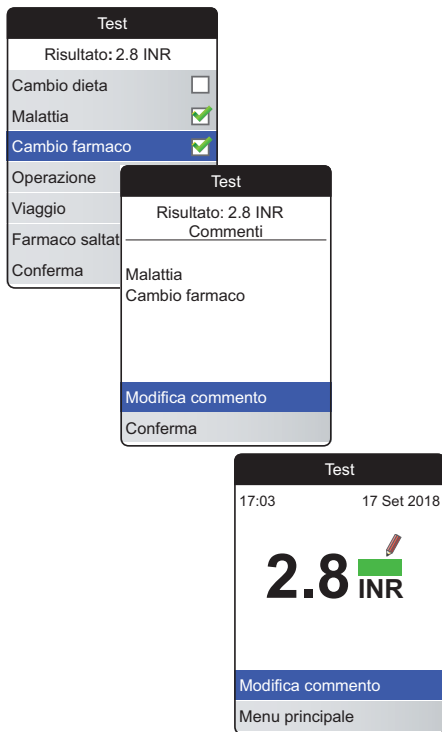 Test
Risultato: 2.8 INR
Cambio dieta
Malattia
Cambio farmaco
Operazione
Viaggio
Farmaco saltat
Conferma
Test
Risultato: 2.8 INR
Commenti
Malattia
Cambio farmaco
Modifica commento
Conferma
Test
17:03 17 Set 2018
2.8 INR
Modifica commento
Menu principale